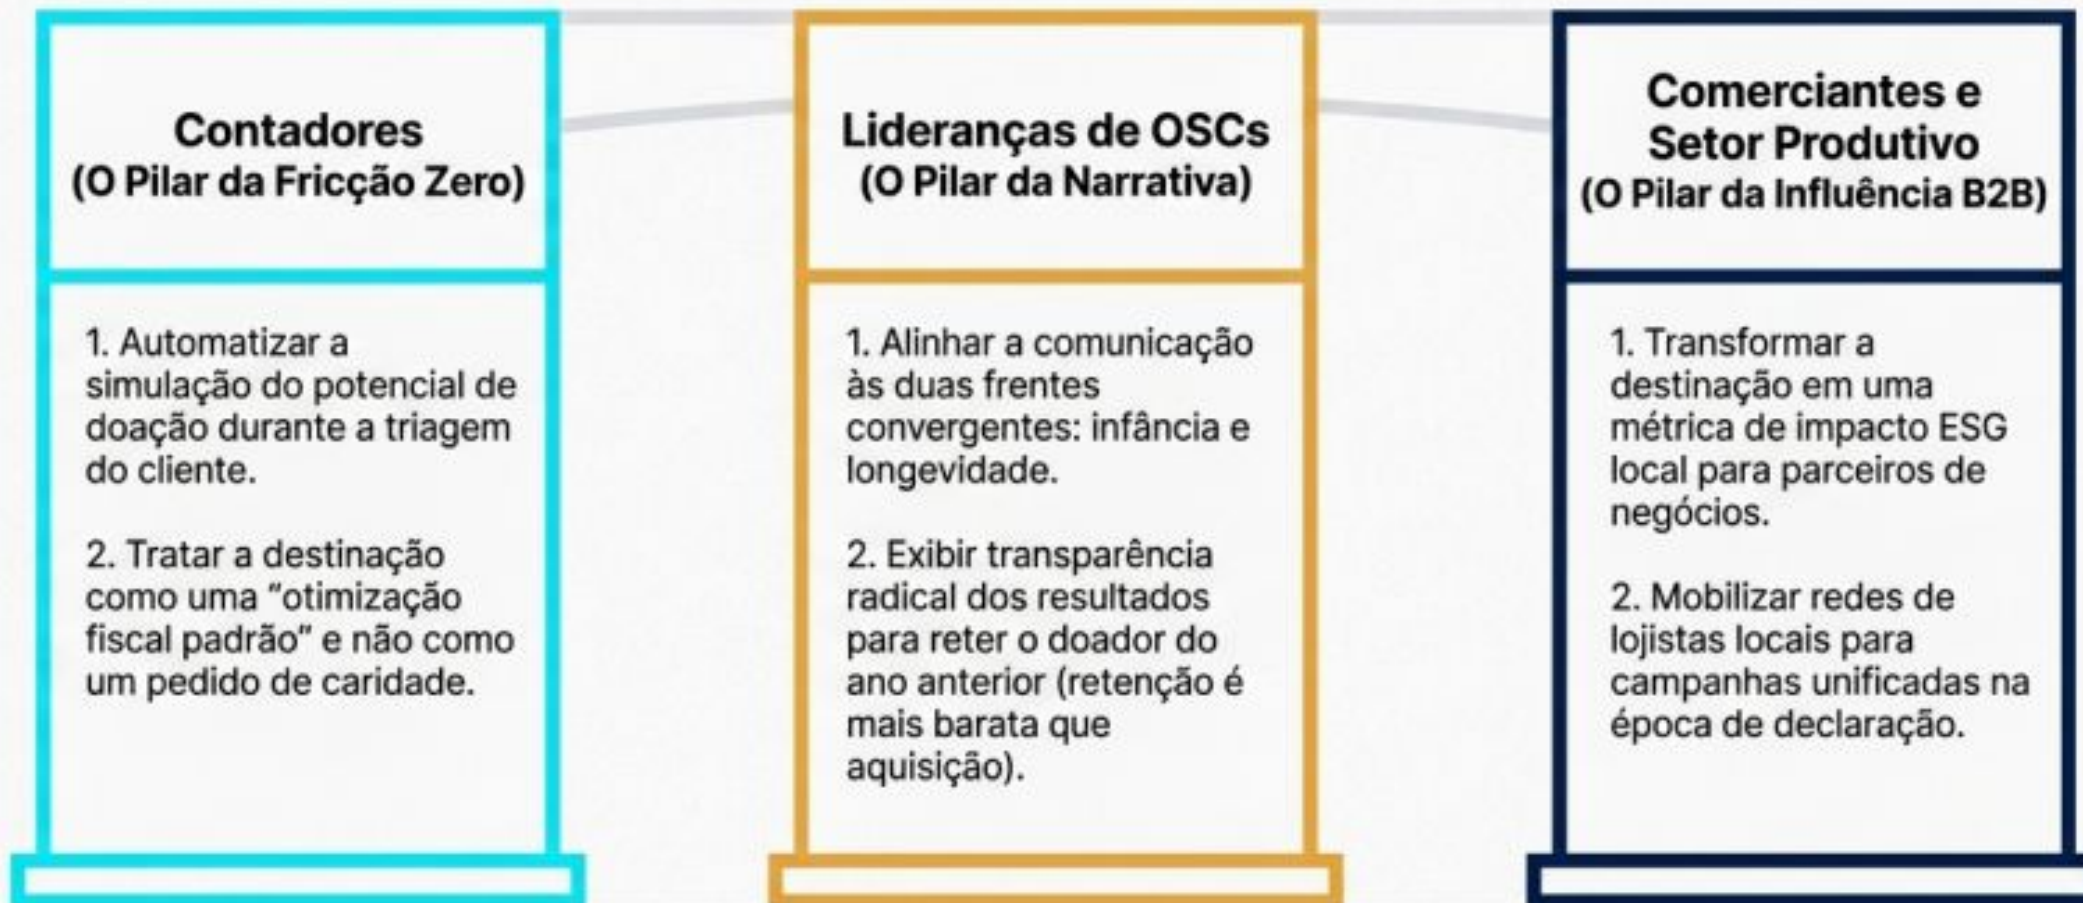 Contadores
(O Pilar da Fricção Zero)
1. Automatizar a
simulação do potencial de
doação durante a triagem
do cliente.
2. Tratar a destinação
como uma “otimização
fiscal padrão” e não como
um pedido de caridade.
Lideranças de OSCs
(O Pilar da Narrativa)
1. Alinhar a comunicação
às duas frentes
convergentes: infância e
longevidade.
2. Exibir transparência
radical dos resultados
para reter o doador do
ano anterior (retenção é
mais barata que
aquisição).
Comerciantes e
Setor Produtivo
(O Pilar da Influência B2B)
1. Transformar a
destinação em uma
métrica de impacto ESG
local para parceiros de
negócios.
2. Mobilizar redes de
lojistas locais para
campanhas unificadas na
época de declaração.